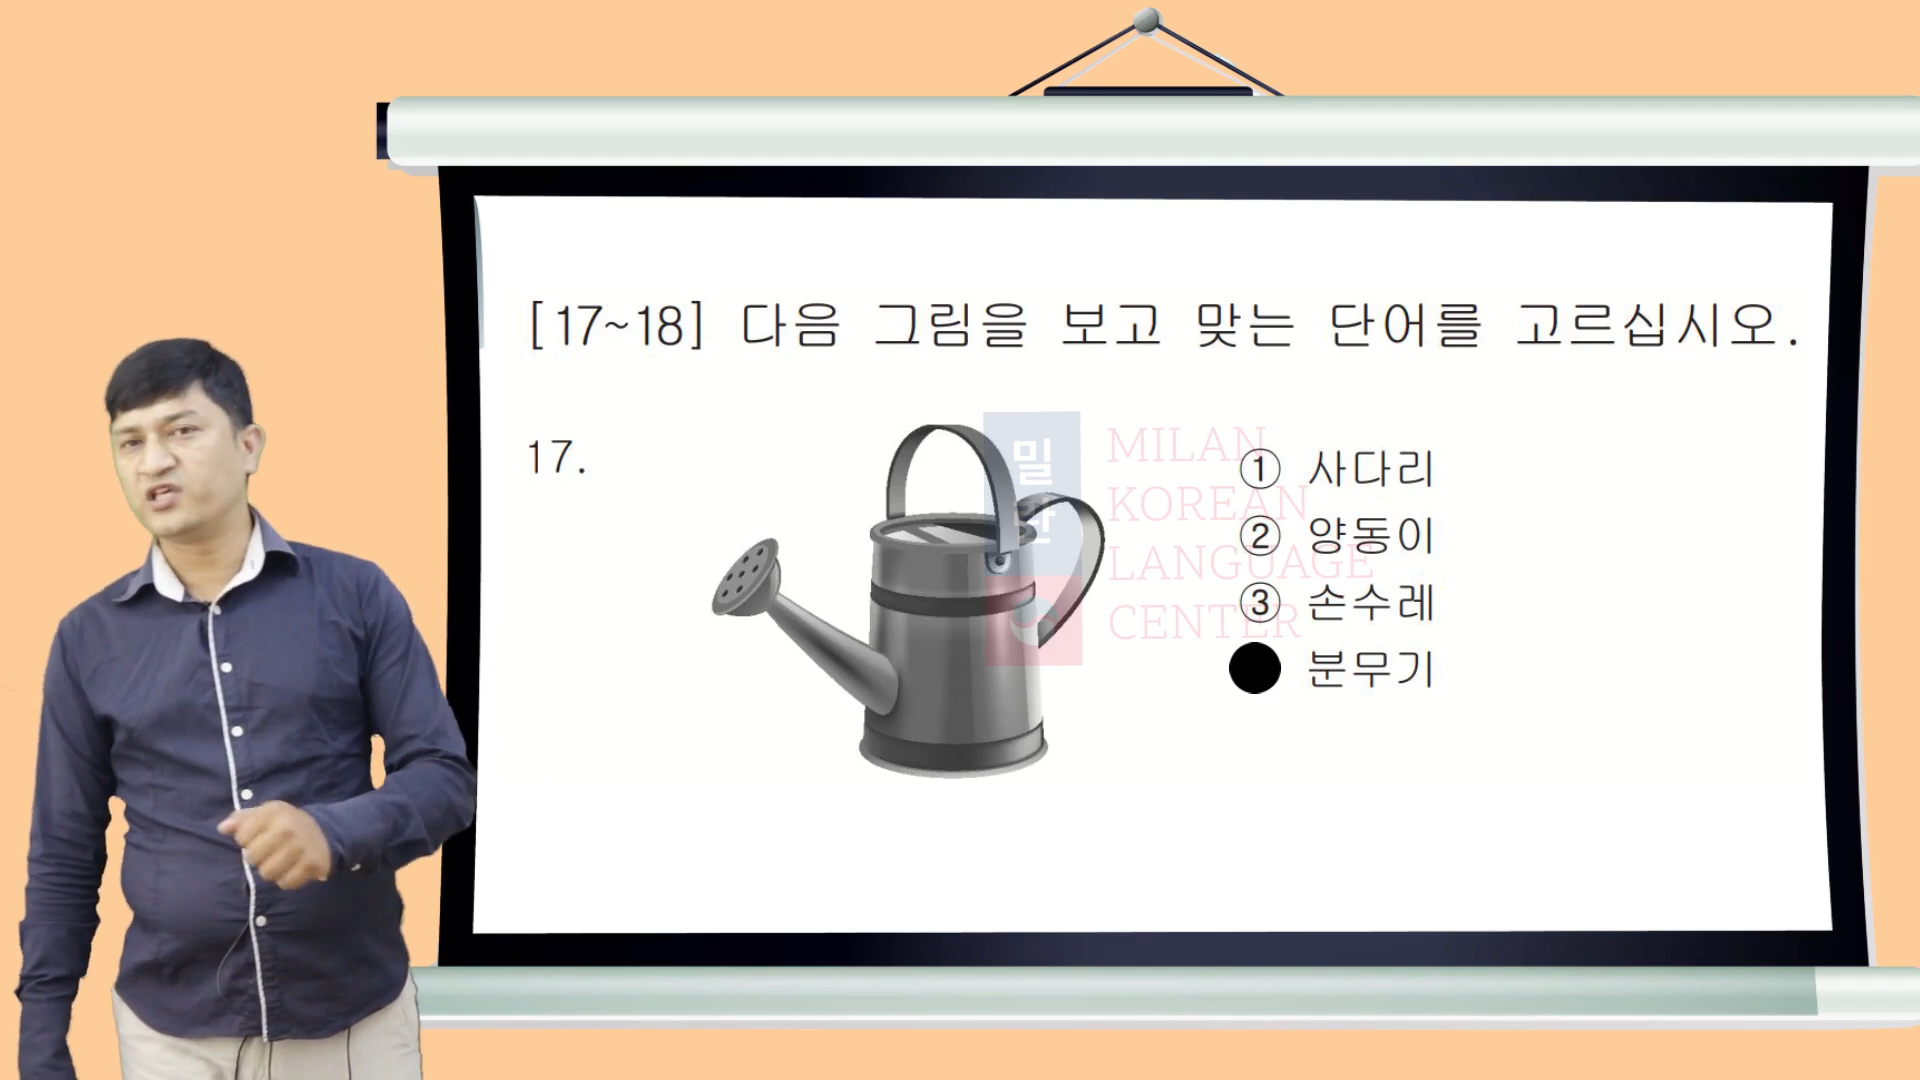 [17~18] 다음 그림을 보고 맞는 단어를 고르십시오.
17.
① 사다리
② 양동이
③ 손수레
분무기
밀란
MILAN
KOREAN
LANGUAGE
CENTER